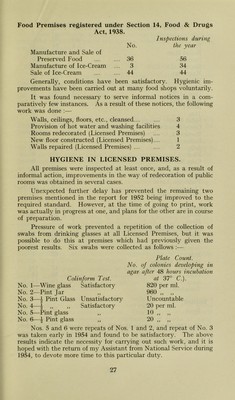 Food Premises registered under Section 14, Food & Drugs
Act, 1938.
Inspections during
No. the year
Manufacture and Sale of
Preserved Food ... ... 36 86
Manufacture of Ice-Cream ... 3 34
Sale of Ice-Cream ... ... 44 44
Generally, conditions have been satisfactory. Hygienic im-
provements have been carried out at many food shops voluntarily.
It was found necessary to serve informal notices in a com-
paratively few instances. As a result of these notices, the following
work was done :—
Walls, ceilings, floors, etc., cleansed... ... 3
Provision of hot water and washing facilities 4
Rooms redecorated (Licensed Premises) ... 3
New floor constructed (Licensed Premises)... 1
Walls repaired (Licensed Premises) ... ... 2
HYGIENE IN LICENSED PREMISES.
All premises were inspected at least once, and, as a result of
informal action, improvements in the way of redecoration of public
rooms was obtained in several cases.
Unexpected further delay has prevented the remaining two
premises mentioned in the report for 1952 being improved to the
required standard. However, at the time of going to print, work
was actually in progress at one, and plans for the other are in course
of preparation.
Pressure of work prevented a repetition of the collection of
swabs from drinking glasses at all Licensed Premises, but it was
possible to do this at premises which had previously given the
poorest results. Six swabs were collected as follows :—
Plate Count.
No. of colonies developing in
agar after 48 hours incubation
Coliinform Test. at 37° C.).
No. 1—Wine glass Satisfactory 820 per ml.
No. 2—Pint Jar „ 960 „ „
No. 3—½ Pint Glass Unsatisfactory Uncountable
No. 4—½ „ „ Satisfactory 20 per ml.
No. 5—Pint glass „ 10 „ „
No. 6—½ Pint glass „ 20 „ „
Nos. 5 and 6 were repeats of Nos. 1 and 2, and repeat of No. 3
was taken early in 1954 and found to be satisfactory. The above
results indicate the necessity for carrying out such work, and it is
hoped with the return of my Assistant from National Service during
1954, to devote more time to this particular duty.
27